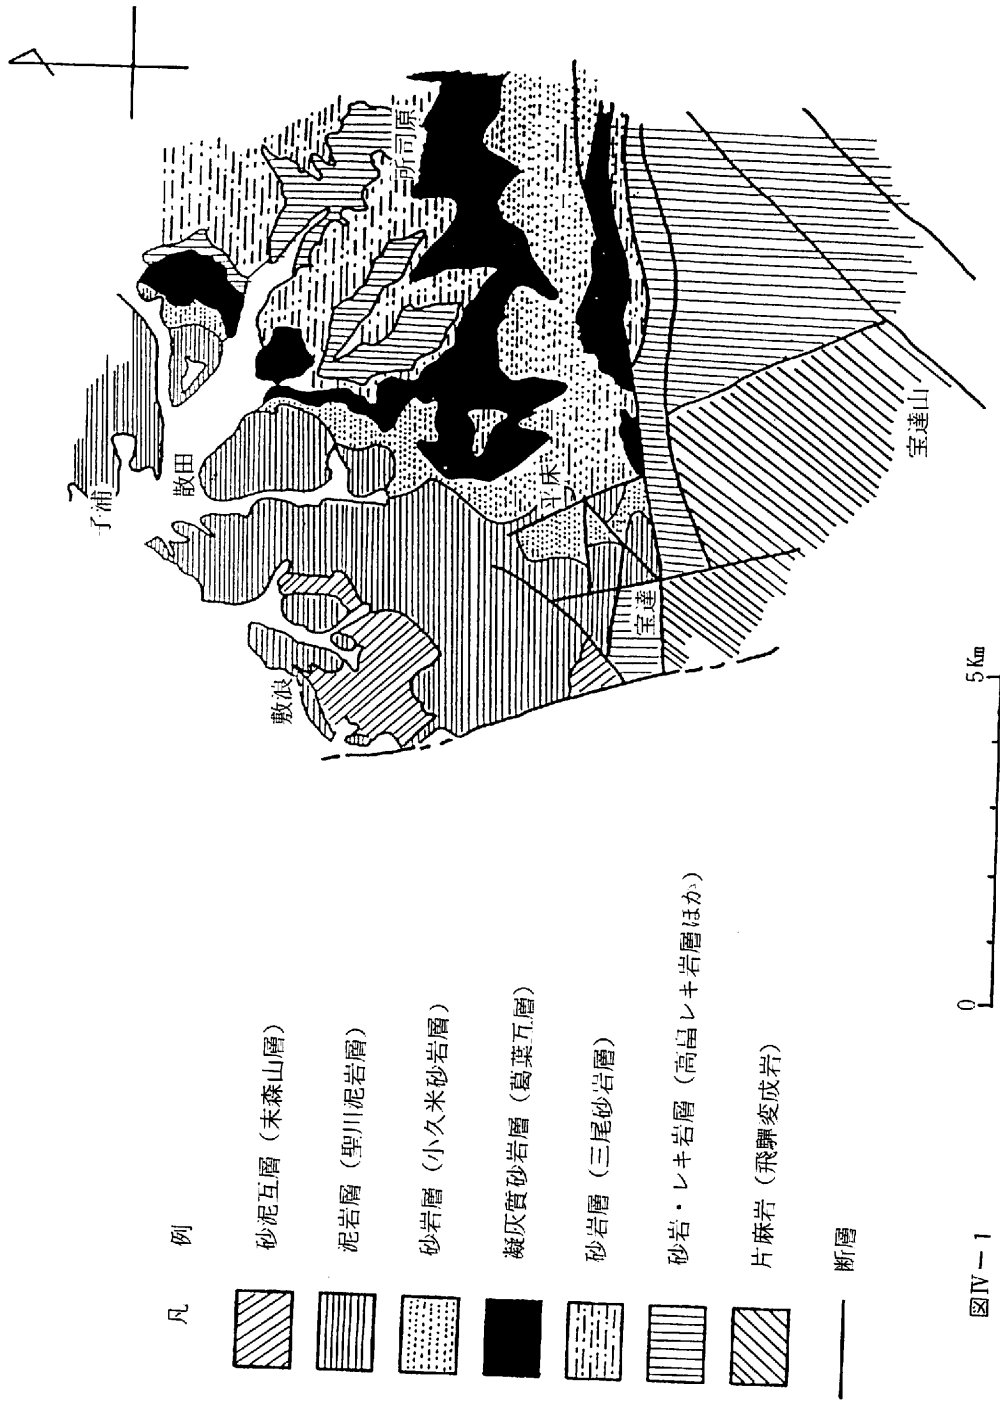 子浦
散田
所司原
敷浪
平床
宝達
宝達山
0
5Km
凡例
砂泥互層（末森山層）
泥岩層（聖川泥岩層）
砂岩層（小久米砂岩層）
凝灰質砂岩層（葛葉互層）
砂岩層（三尾砂岩層）
砂岩・レキ岩層（高畠レキ岩層ほか）
片麻岩（飛驒変成岩）
断層
図Ⅳ－1